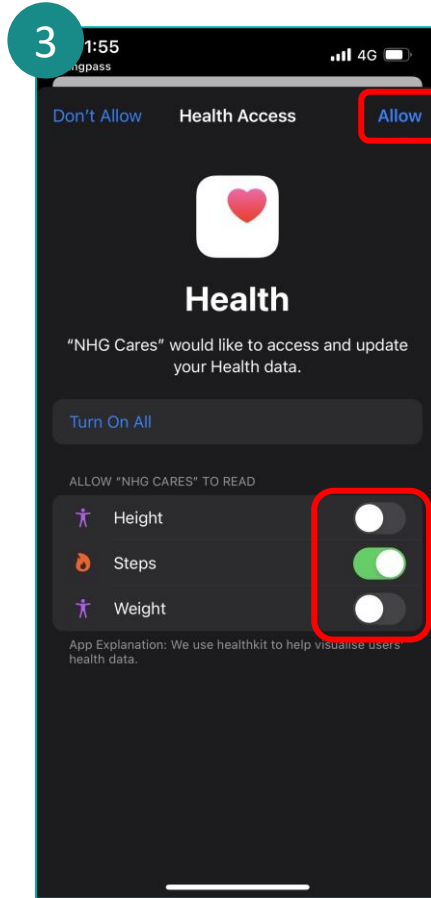 3
1:55
ngpass
4G
Don't Allow
Health Access
Allow
Health
"NHG Cares" would like to access and update
your Health data.
Turn On All
ALLOW "NHG CARES" TO READ
Height
Steps
Weight
App Explanation: We use healthkit to help visualise users'
health data.